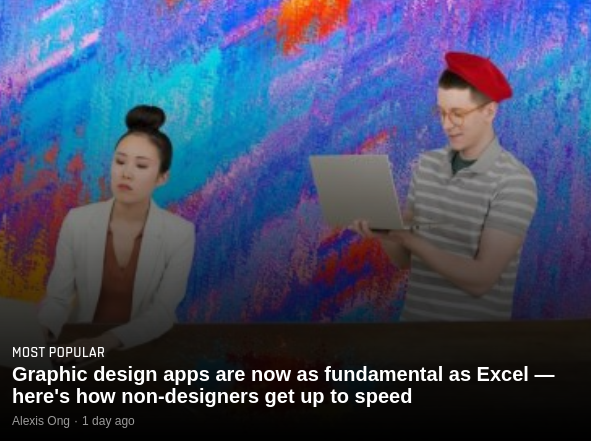 MOST POPULAR
Graphic design apps are now as fundamental as Excel —
here's how non-designers get up to speed
Alexis Ong · 1 day ago